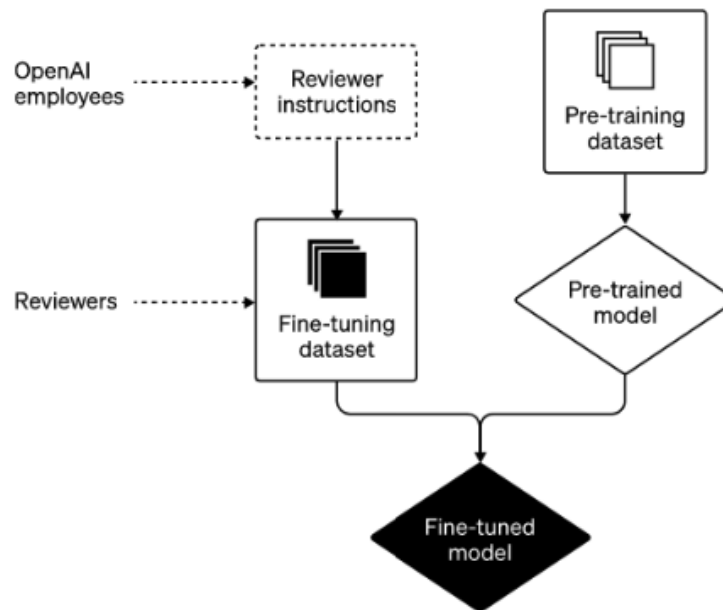 OpenAI
employees
Reviewer
instructions
Pre-training
dataset
Reviewers
Fine-tuning
dataset
Pre-trained
model
Fine-tuned
model